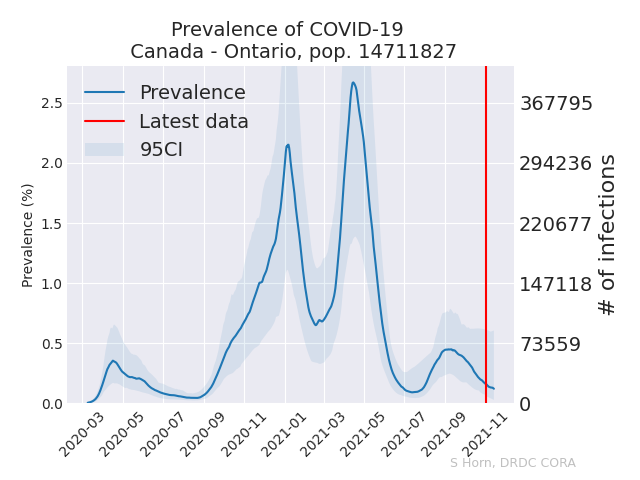 Prevalence of COVID-19
Canada - Ontario, pop. 14711827
Prevalence
Latest data
95CI
Prevalence (%)
2.5
2.0
1.5
1.0
0.5
0.0
367795
294236
220677
147118
73559
0
# of infections
2020-03
2020-05
2020-07
2020-09
2020-11
2021-01
2021-03
2021-05
2021-07
2021-09
2021-11
S Horn, DRDC CORA